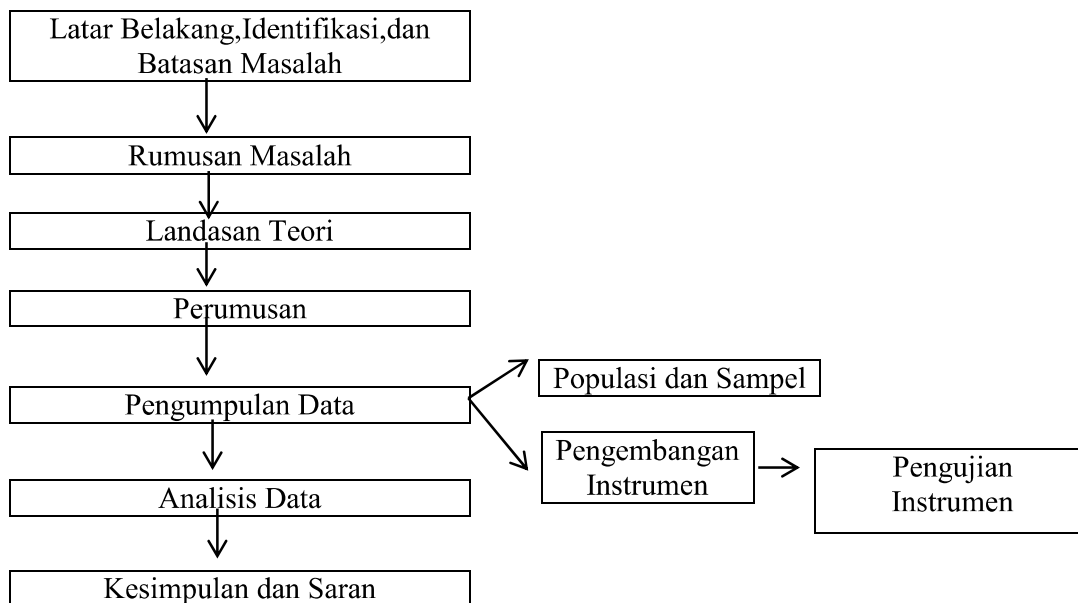 Latar Belakang,Identifikasi,dan
Batasan Masalah
Rumusan Masalah
Landasan Teori
Perumusan
Pengumpulan Data
Populasi dan Sampel
Pengembangan
Instrumen
Pengujian
Instrumen
Analisis Data
Kesimpulan dan Saran